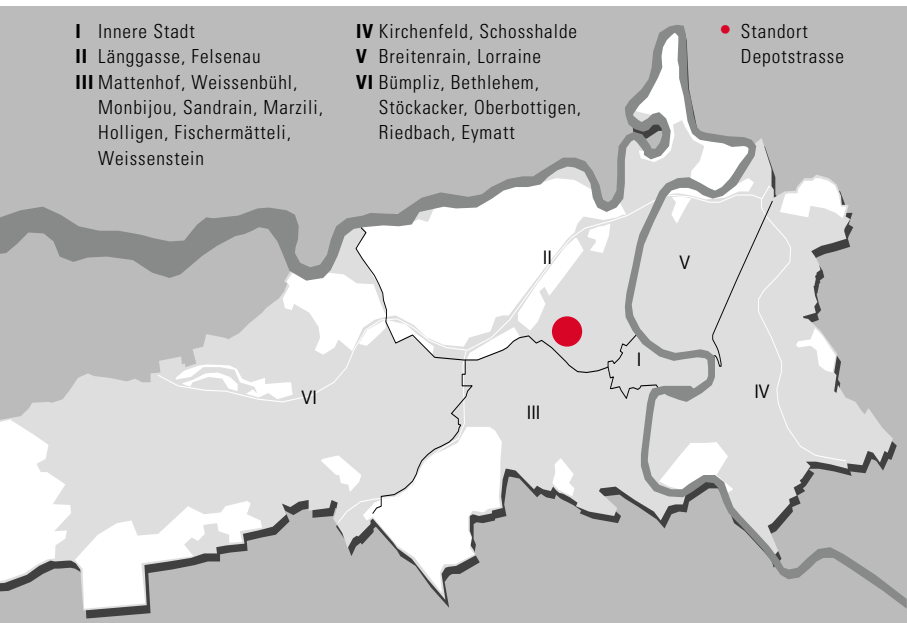 I Innere Stadt
II Länggasse, Felsenau
III Mattenhof, Weissenbühl,
Monbijou, Sandrain, Marzili,
Holligen, Fischermätteli,
Weissenstein
IV Kirchenfeld, Schosshalde
V Breitenrain, Lorraine
VI Bümpliz, Bethlehem,
Stöckacker, Oberbottigen,
Riedbach, Eymatt
Standort
Depotstrasse
II
V
I
VI
IV
III